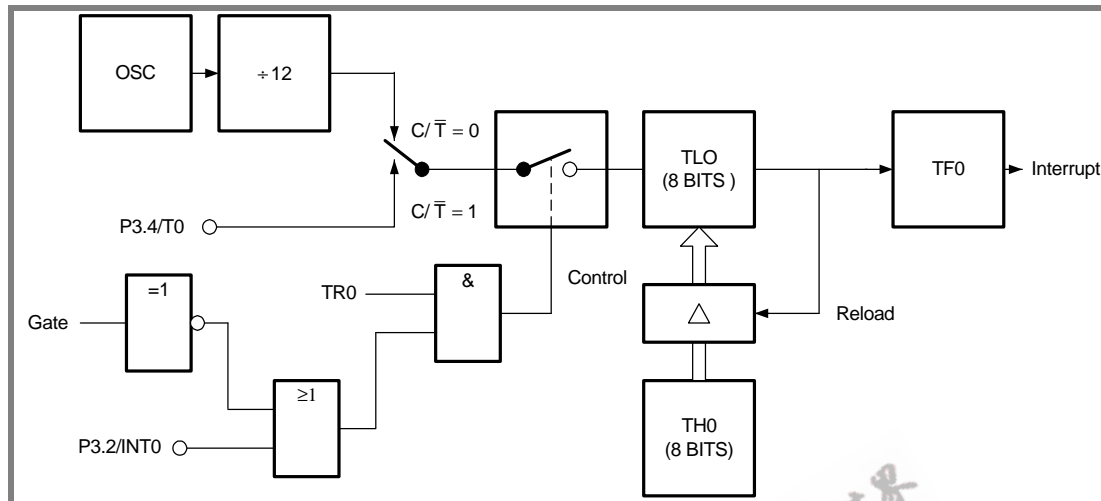 OSC
÷12
C/T̅ = 0
C/T̅ = 1
P3.4/T0
TLO
(8 BITS )
TF0
Interrupt
=1
Gate
TR0
&
Control
△
Reload
≥1
P3.2/INT0
TH0
(8 BITS)